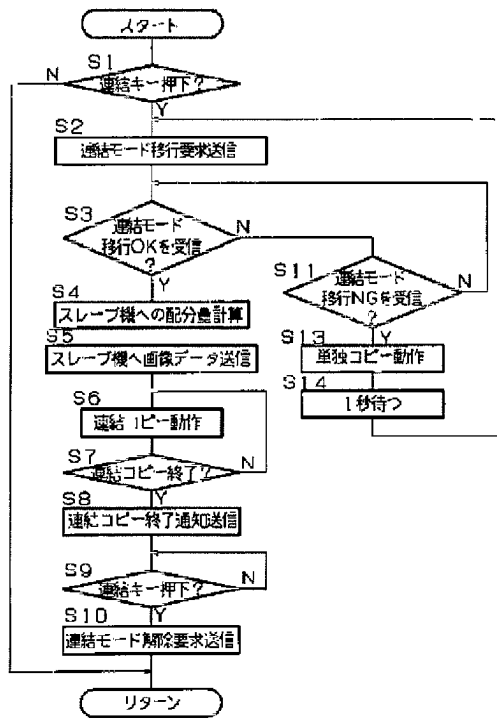 スタート
S1
N
連結キー押下?
Y
S2
連結モード移行要求送信
S3
連結モード
移行OKを受信
?
N
Y
S11
連結モード
移行NGを受信
?
N
Y
S4
スレーブ機への配分量計算
S13
単独コピー動作
S5
スレーブ機へ画像データ送信
S14
1秒待つ
S6
連結コピー動作
S7
連結コピー終了?
N
Y
S8
連結コピー終了通知送信
S9
連結キー押下?
N
Y
S10
連結モード解除要求送信
リターン